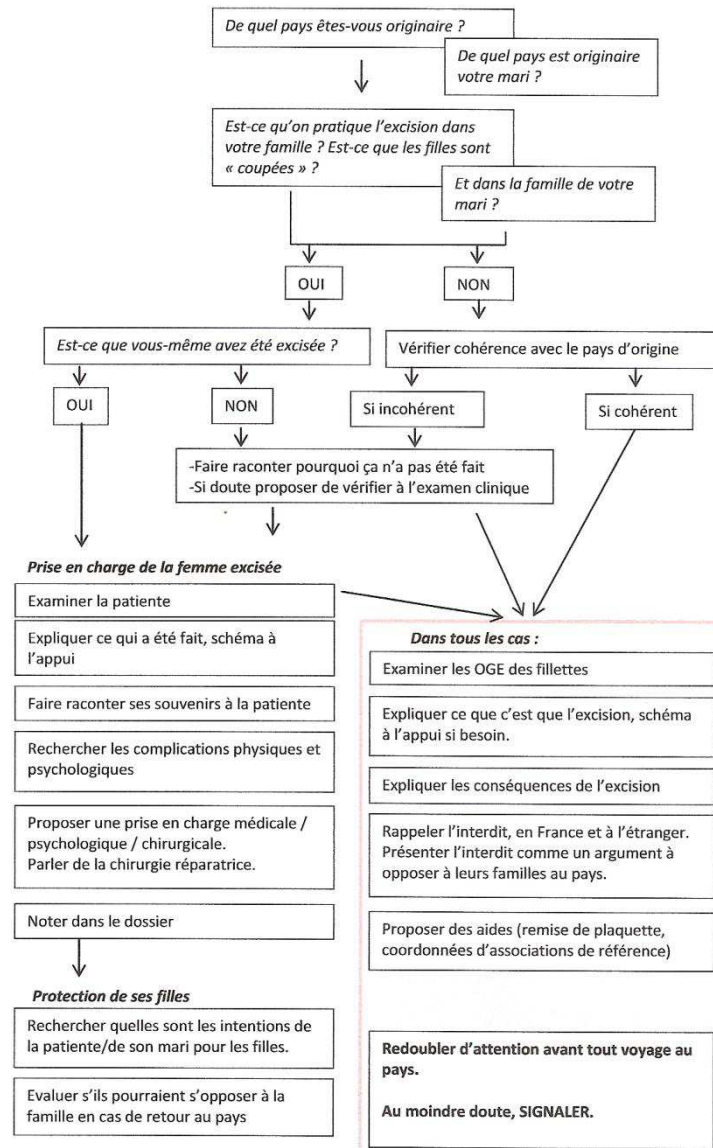 De quel pays êtes-vous originaire ?
De quel pays est originaire
votre mari ?
Est-ce qu'on pratique l'excision dans
votre famille ? Est-ce que les filles sont
« coupées » ?
Et dans la famille de votre
mari ?
OUI
NON
Est-ce que vous-même avez été excisée ?
Vérifier cohérence avec le pays d'origine
OUI
NON
Si incohérent
Si cohérent
-Faire raconter pourquoi ça n'a pas été fait
-Si doute proposer de vérifier à l'examen clinique
Prise en charge de la femme excisée
Examiner la patiente
Expliquer ce qui a été fait, schéma à
l'appui
Faire raconter ses souvenirs à la patiente
Rechercher les complications physiques et
psychologiques
Proposer une prise en charge médicale /
psychologique / chirurgicale.
Parler de la chirurgie réparatrice.
Noter dans le dossier
Protection de ses filles
Rechercher quelles sont les intentions de
la patiente/de son mari pour les filles.
Evaluer s'ils pourraient s'opposer à la
famille en cas de retour au pays
Dans tous les cas :
Examiner les OGE des fillettes
Expliquer ce que c'est que l'excision, schéma
à l'appui si besoin.
Expliquer les conséquences de l'excision
Rappeler l'interdit, en France et à l'étranger.
Présenter l'interdit comme un argument à
opposer à leurs familles au pays.
Proposer des aides (remise de plaquette,
coordonnées d'associations de référence)
Redoubler d'attention avant tout voyage au
pays.
Au moindre doute, SIGNALER.